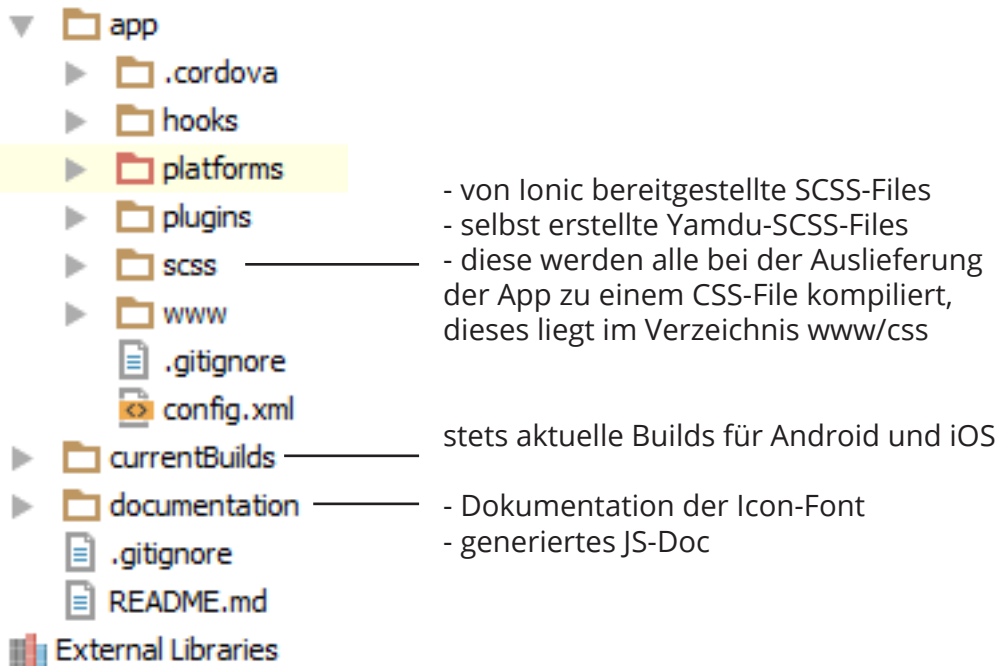 app
.cordova
hooks
platforms
plugins
scss
www
.gitignore
config.xml
currentBuilds
documentation
.gitignore
README.md
External Libraries
- von Ionic bereitgestellte SCSS-Files
- selbst erstellte Yamdu-SCSS-Files
- diese werden alle bei der Auslieferung
der App zu einem CSS-File kompiliert,
dieses liegt im Verzeichnis www/css
stets aktuelle Builds für Android und iOS
- Dokumentation der Icon-Font
- generiertes JS-Doc